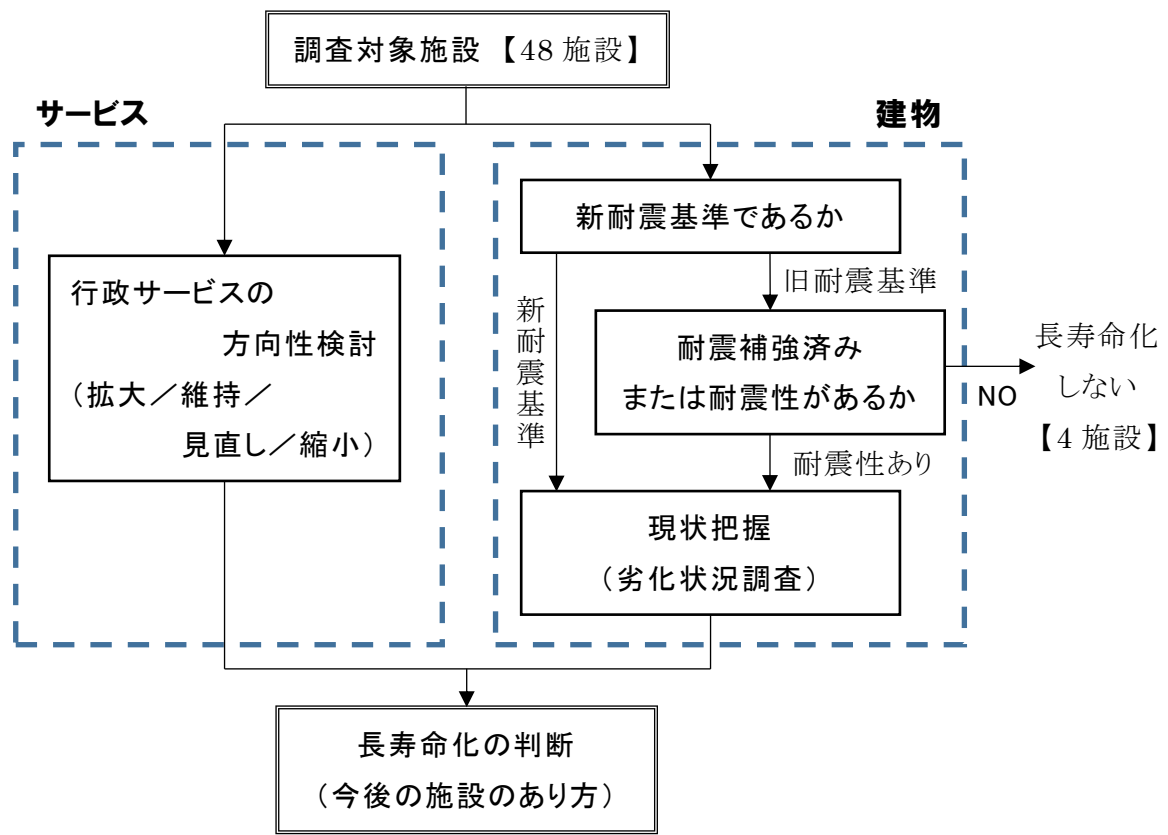 調査対象施設【48 施設】
サービス
建物
新耐震基準であるか
行政サービスの
方向性検討
（拡大／維持／
見直し／縮小）
旧耐震基準
新耐震基準
耐震補強済み
または耐震性があるか
NO
長寿命化
しない
【4 施設】
耐震性あり
現状把握
（劣化状況調査）
長寿命化の判断
（今後の施設のあり方）